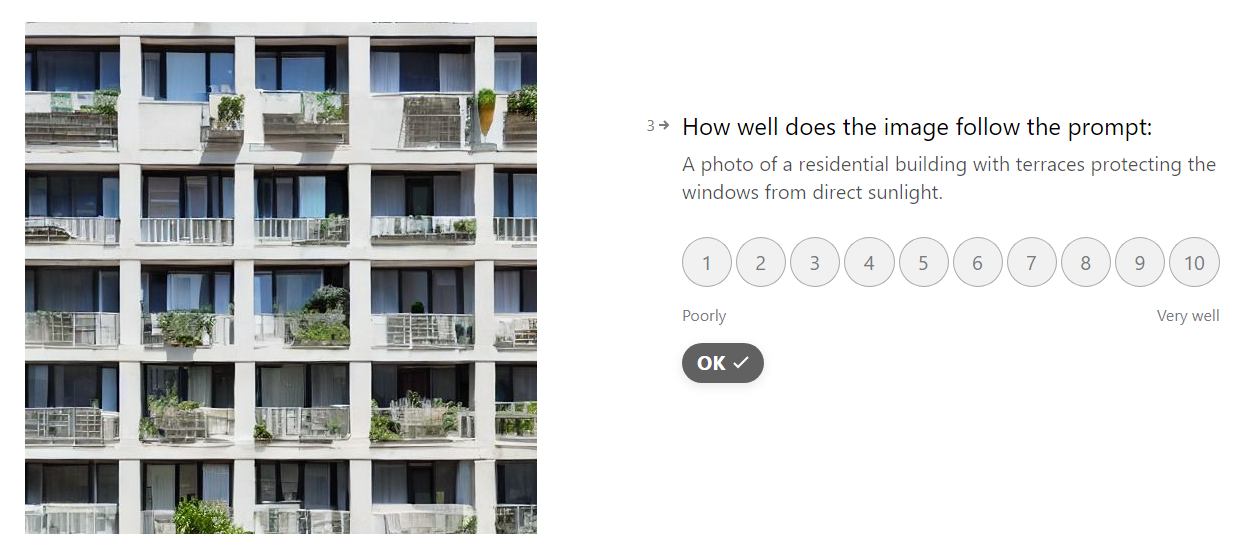 3→ How well does the image follow the prompt:
A photo of a residential building with terraces protecting the
windows from direct sunlight.
1 2 3 4 5 6 7 8 9 10
Poorly Very well
OK ✓